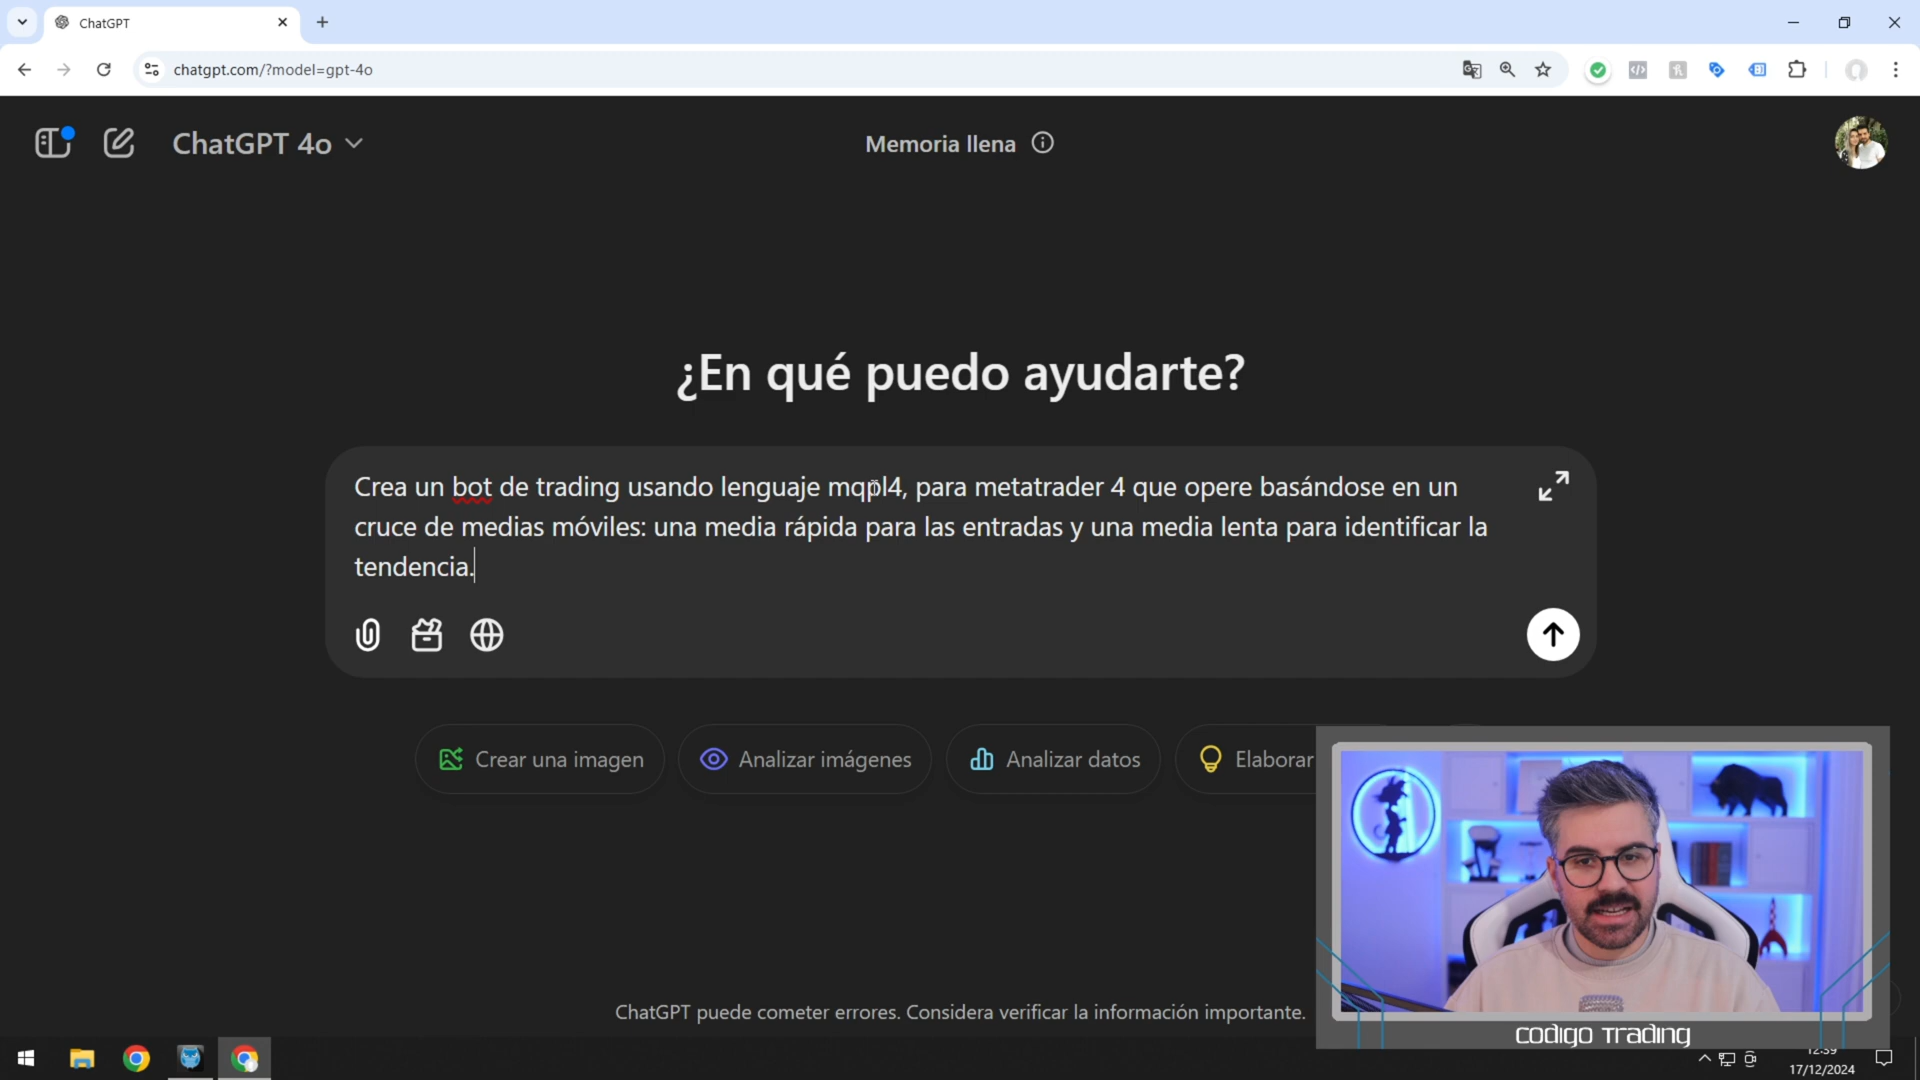 ChatGPT
chatgpt.com/?model=gpt-4o
ChatGPT 4o
Memoria llena
¿En qué puedo ayudarte?
Crea un bot de trading usando lenguaje mqpl4, para metatrader 4 que opere basándose en un
cruce de medias móviles: una media rápida para las entradas y una media lenta para identificar la
tendencia.
Crear una imagen
Analizar imágenes
Analizar datos
Elaborar
ChatGPT puede cometer errores. Considera verificar la información importante.
CODIGO TRADING
12:39
17/12/2024